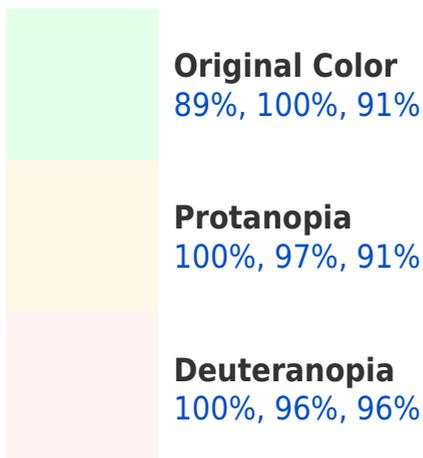 Original Color
89%, 100%, 91%
Protanopia
100%, 97%, 91%
Deuteranopia
100%, 96%, 96%